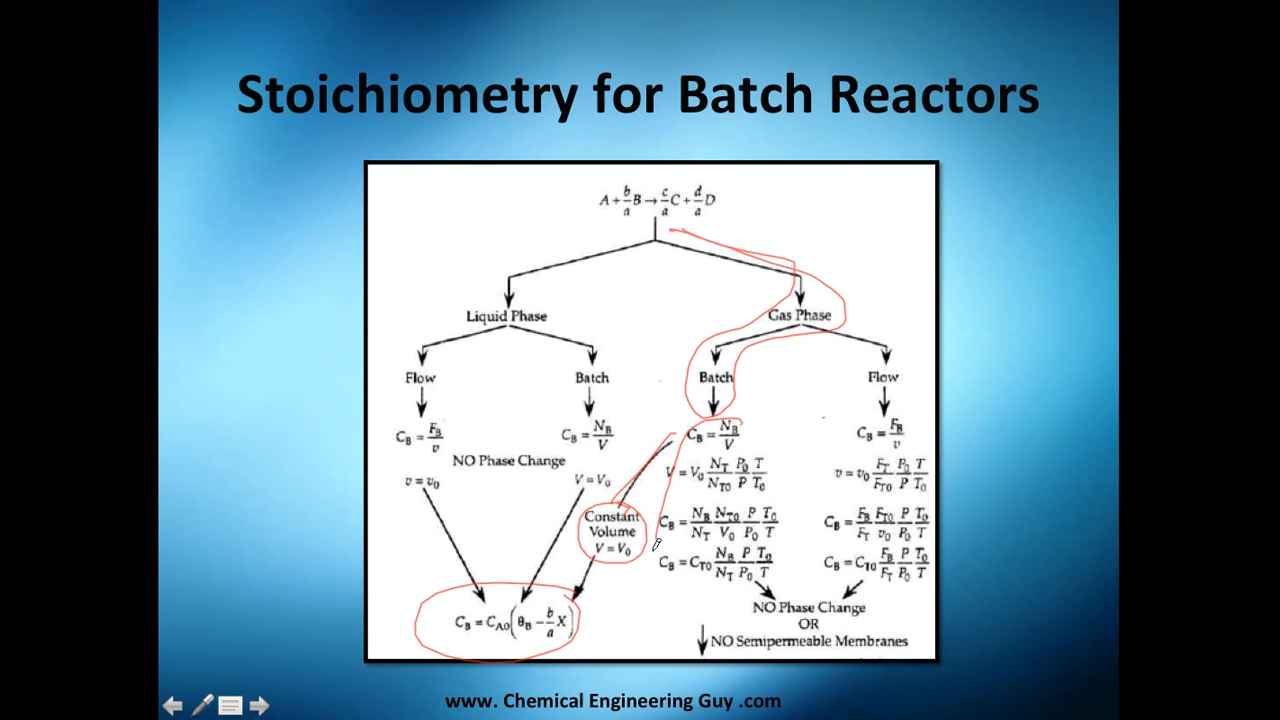 Stoichiometry for Batch Reactors
A + b/a B → c/a C + d/a D
Liquid Phase
Gas Phase
Flow
Batch
Batch
Flow
C_B = F_B/v
C_B = N_B/V
C_B = N_B/V
C_B = F_B/v
NO Phase Change
v = v_0
V = V_0
V = V_0 N_T/N_T0 P_0/P T/T_0
v = v_0 F_T/F_T0 P_0/P T/T_0
Constant
Volume
V = V_0
C_B = N_B/N_T N_T0/V_0 P/P_0 T_0/T
C_B = F_B/F_T F_T0/v_0 P/P_0 T_0/T
C_B = C_T0 N_B/N_T P/P_0 T_0/T
C_B = C_T0 F_B/F_T P/P_0 T_0/T
C_B = C_A0(θ_B − b/a X)
NO Phase Change
OR
NO Semipermeable Membranes
www. Chemical Engineering Guy .com